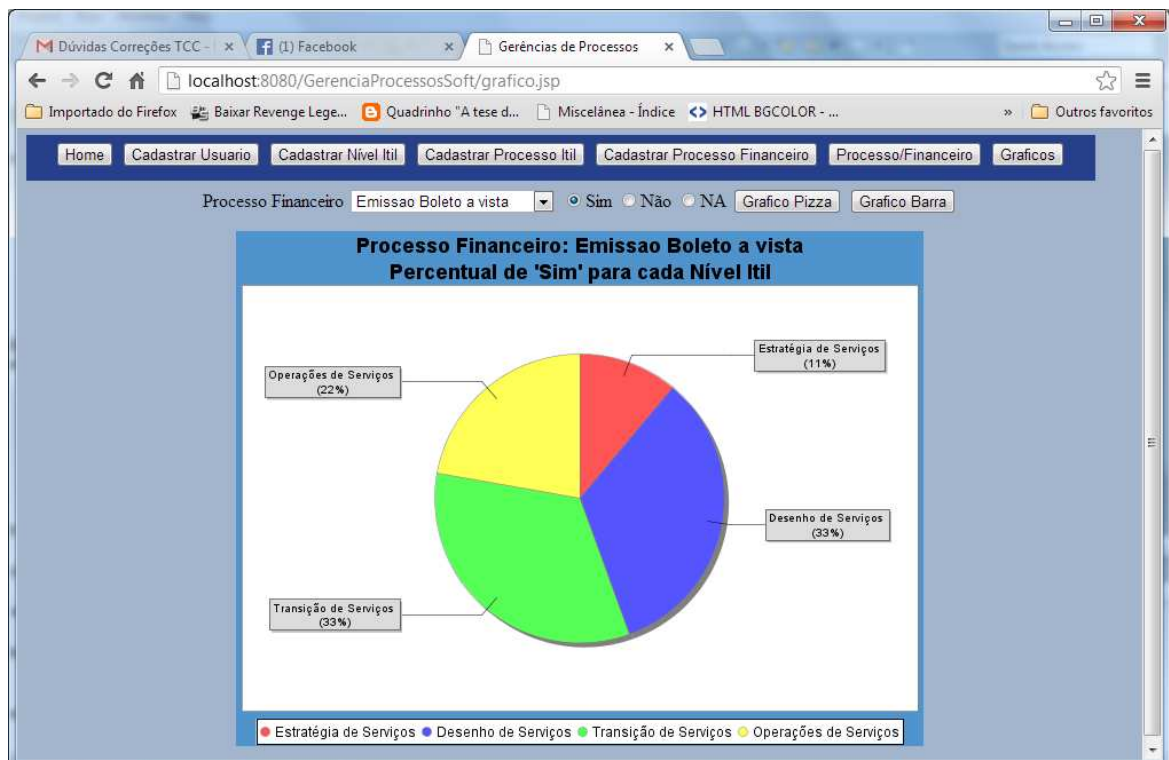 Dúvidas Correções TCC -
(1) Facebook
Gerências de Processos
localhost:8080/GerenciaProcessosSoft/grafico.jsp
Importado do Firefox Baixar Revenge Lege... Quadrinho "A tese d... Miscelânea - Índice HTML BGCOLOR - ... » Outros favoritos
Home Cadastrar Usuario Cadastrar Nível Itil Cadastrar Processo Itil Cadastrar Processo Financeiro Processo/Financeiro Graficos
Processo Financeiro Emissao Boleto a vista Sim Não NA Grafico Pizza Grafico Barra
Processo Financeiro: Emissao Boleto a vista
Percentual de 'Sim' para cada Nível Itil
Estratégia de Serviços
(11%)
Operações de Serviços
(22%)
Desenho de Serviços
(33%)
Transição de Serviços
(33%)
Estratégia de Serviços Desenho de Serviços Transição de Serviços Operações de Serviços